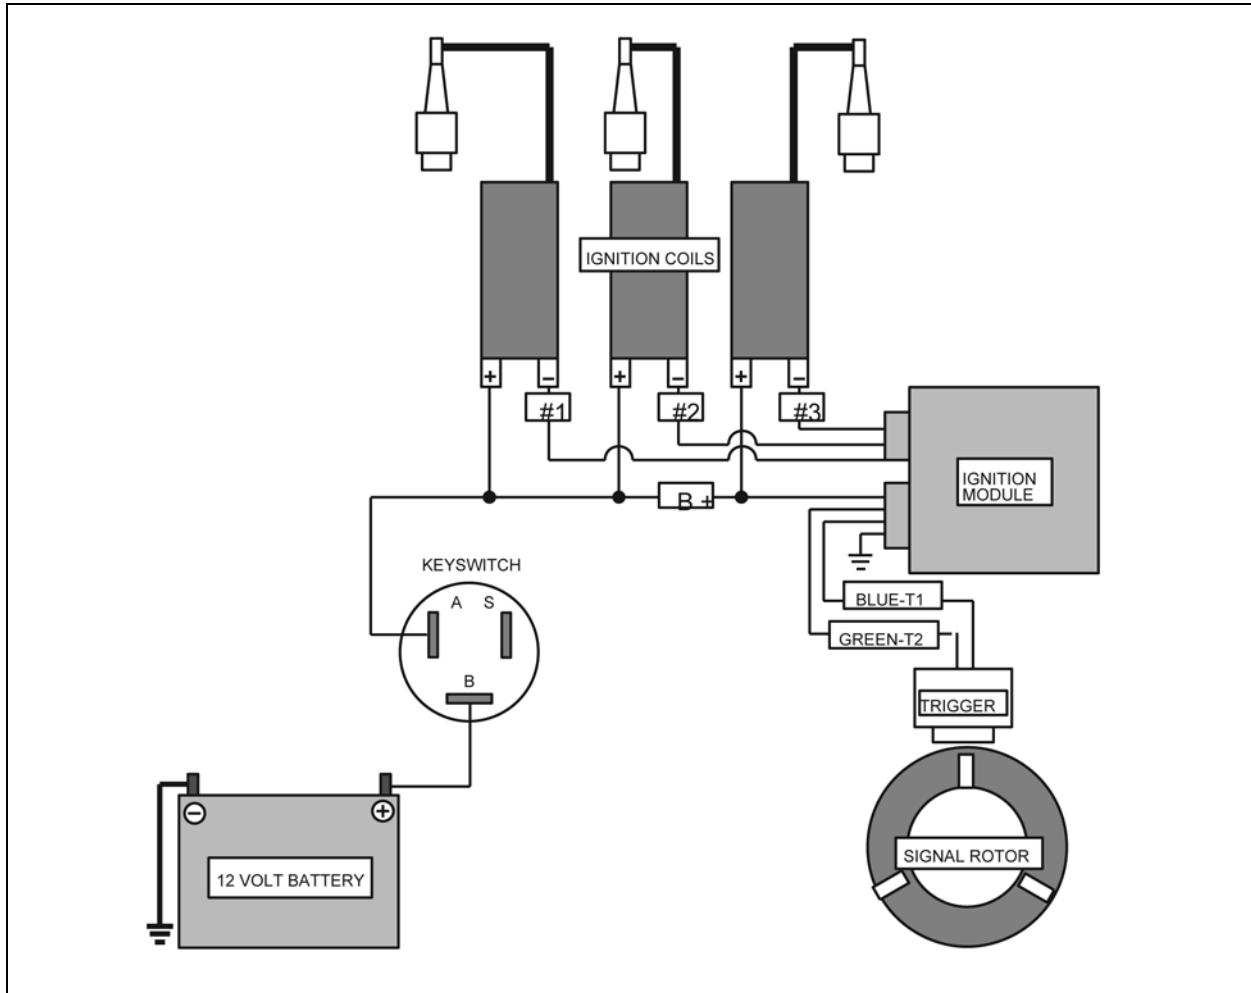 IGNITION COILS
+
−
+
−
+
−
#1
#2
#3
IGNITION
MODULE
B +
KEYSWITCH
A S
B
BLUE-T1
GREEN-T2
TRIGGER
−
+
12 VOLT BATTERY
SIGNAL ROTOR